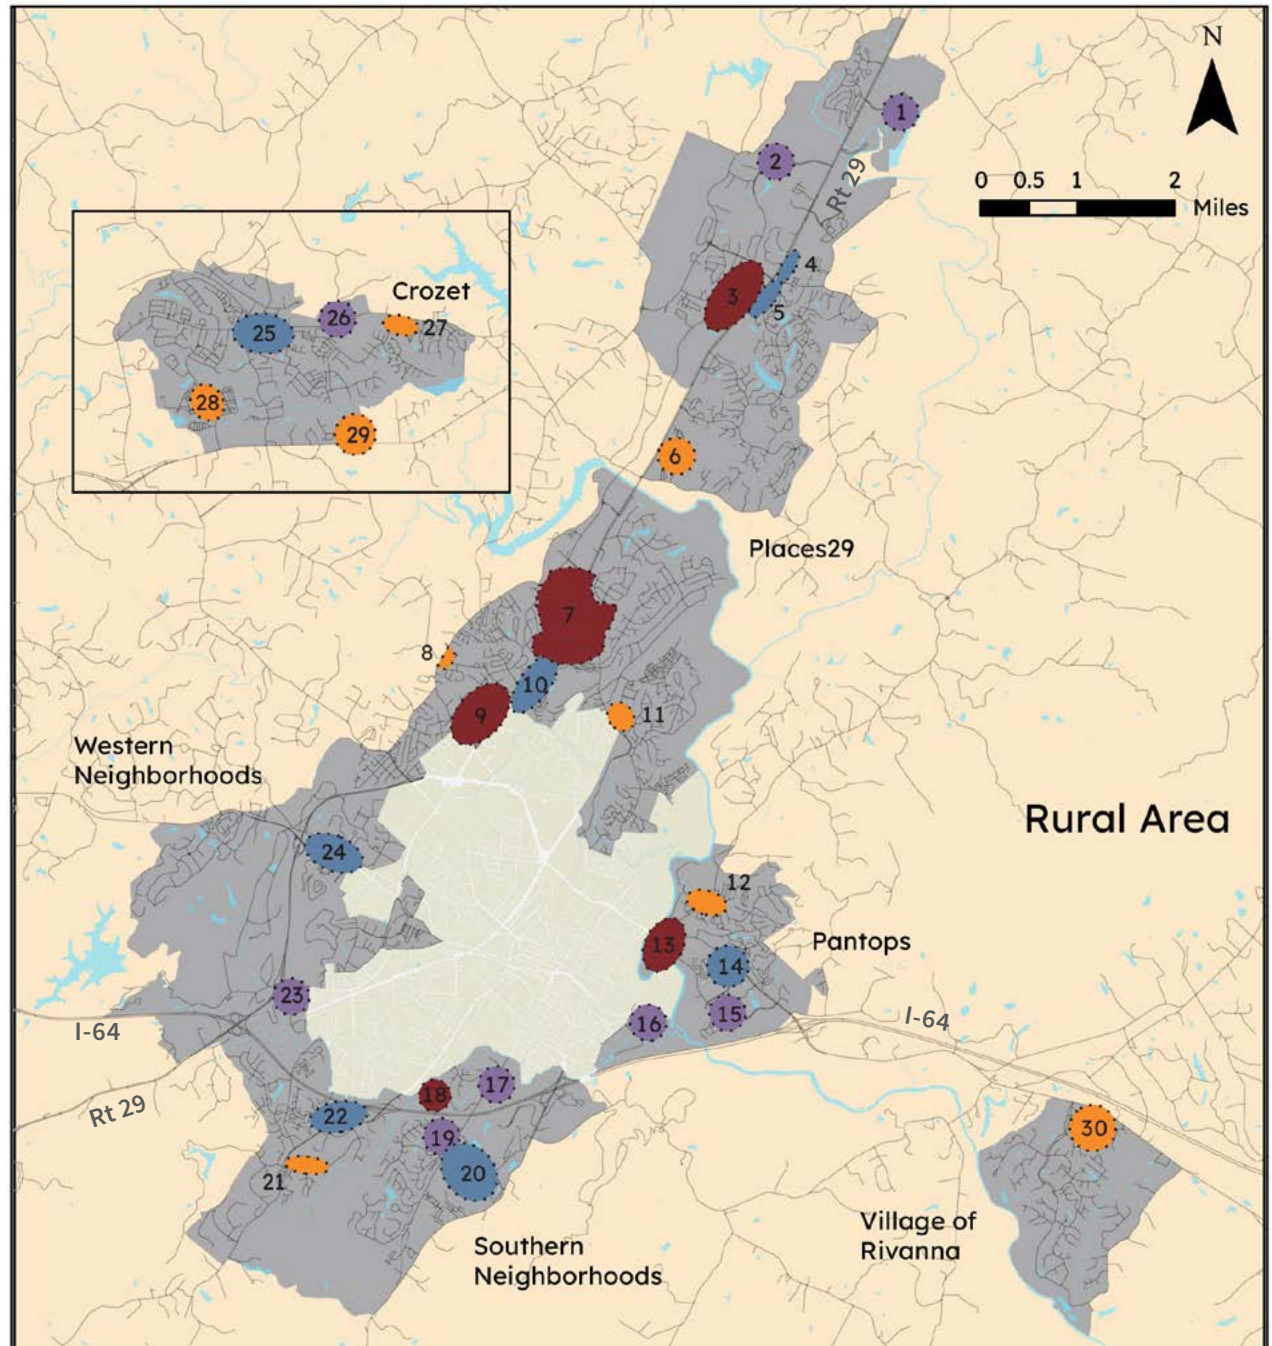 N
1
2
Rt 29
0 0.5 1 2
Miles
4
3
5
Crozet
26
25
27
28
29
6
Places29
7
8
10
9
11
Western
Neighborhoods
Rural Area
24
12
13
Pantops
14
23
15
16
I-64
I-64
17
18
Rt 29
22
19
30
20
21
Village of
Rivanna
Southern
Neighborhoods